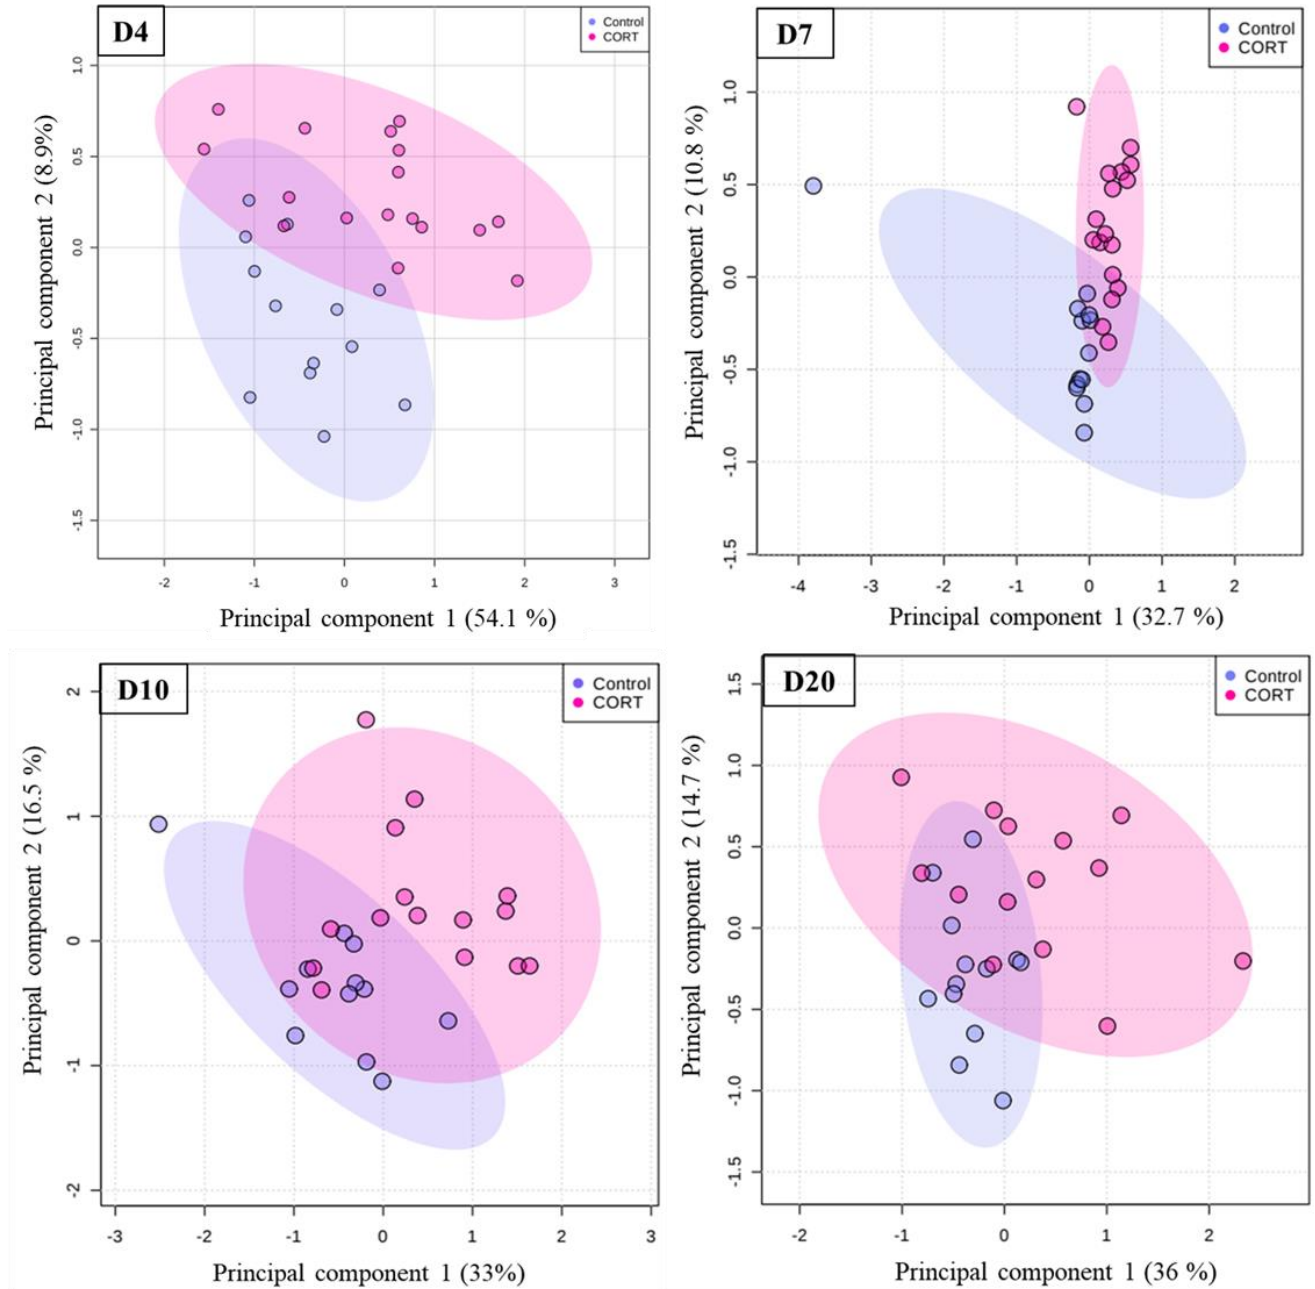 D4
Control
CORT
1.0
0.5
0.0
-0.5
-1.0
-1.5
Principal component 2 (8.9%)
-2 -1 0 1 2 3
Principal component 1 (54.1 %)
D7
Control
CORT
1.0
0.5
0.0
-0.5
-1.0
-1.5
Principal component 2 (10.8 %)
-4 -3 -2 -1 0 1 2
Principal component 1 (32.7 %)
D10
Control
CORT
2
1
0
-1
-2
Principal component 2 (16.5 %)
-3 -2 -1 0 1 2 3
Principal component 1 (33%)
D20
Control
CORT
1.5
1.0
0.5
0.0
-0.5
-1.0
-1.5
Principal component 2 (14.7 %)
-2 -1 0 1 2
Principal component 1 (36 %)